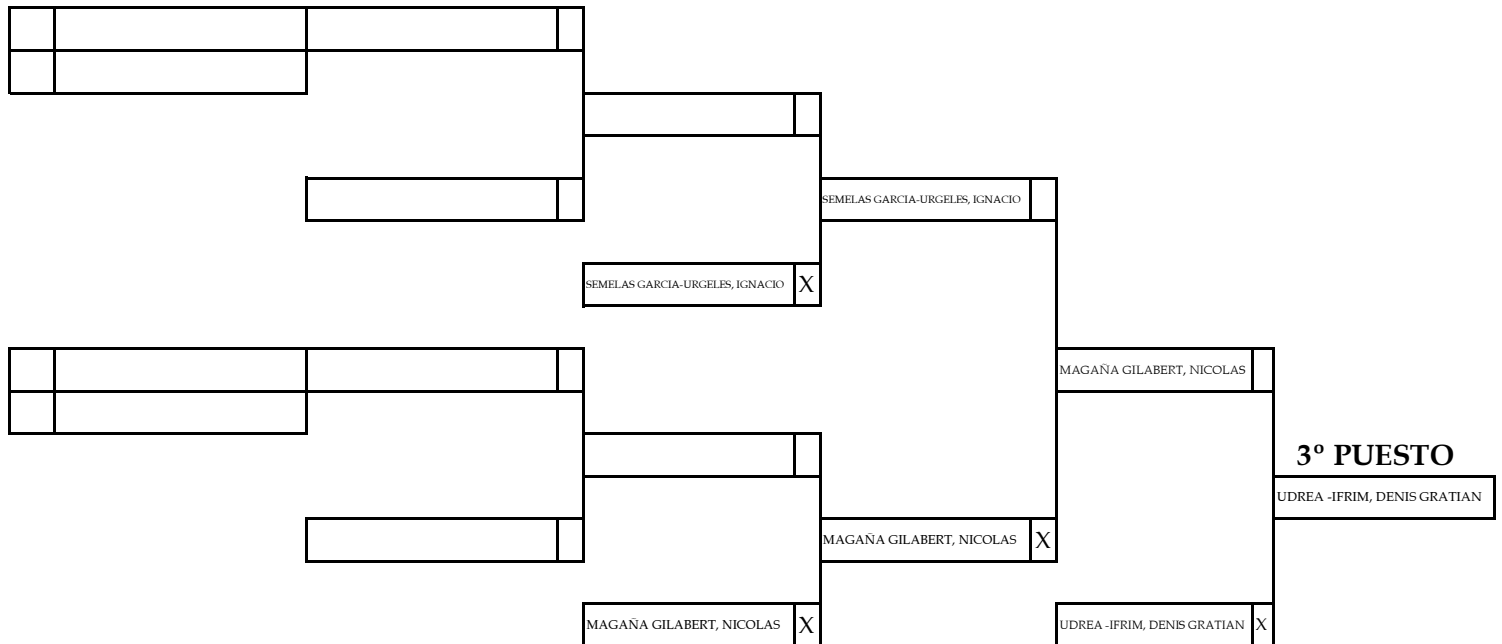 SEMELAS GARCIA-URGELES, IGNACIO
SEMELAS GARCIA-URGELES, IGNACIO X
MAGAÑA GILABERT, NICOLAS
3º PUESTO
UDREA -IFRIM, DENIS GRATIAN
MAGAÑA GILABERT, NICOLAS X
MAGAÑA GILABERT, NICOLAS X
UDREA -IFRIM, DENIS GRATIAN X